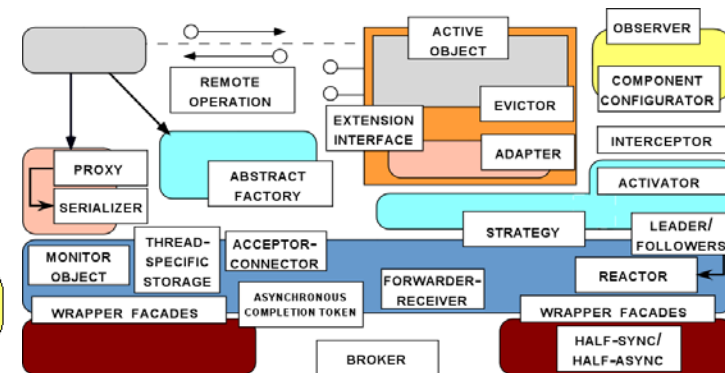 OBSERVER
ACTIVE
OBJECT
REMOTE
OPERATION
COMPONENT
CONFIGURATOR
EVICTOR
EXTENSION
INTERFACE
INTERCEPTOR
ADAPTER
PROXY
ABSTRACT
FACTORY
ACTIVATOR
SERIALIZER
STRATEGY
LEADER/
FOLLOWERS
MONITOR
OBJECT
THREAD-
SPECIFIC
STORAGE
ACCEPTOR-
CONNECTOR
FORWARDER-
RECEIVER
REACTOR
ASYNCHRONOUS
COMPLETION TOKEN
WRAPPER FACADES
WRAPPER FACADES
HALF-SYNC/
HALF-ASYNC
BROKER